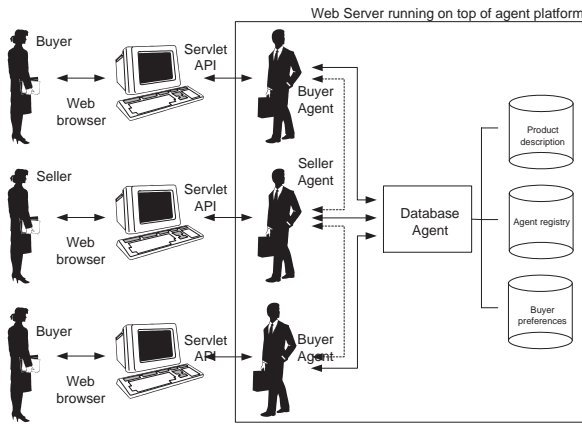 Web Server running on top of agent platform
Buyer
Servlet
API
Web
browser
Buyer
Agent
Seller
Servlet
API
Web
browser
Seller
Agent
Buyer
Servlet
API
Web
browser
Buyer
Agent
Database
Agent
Product
description
Agent registry
Buyer
preferences